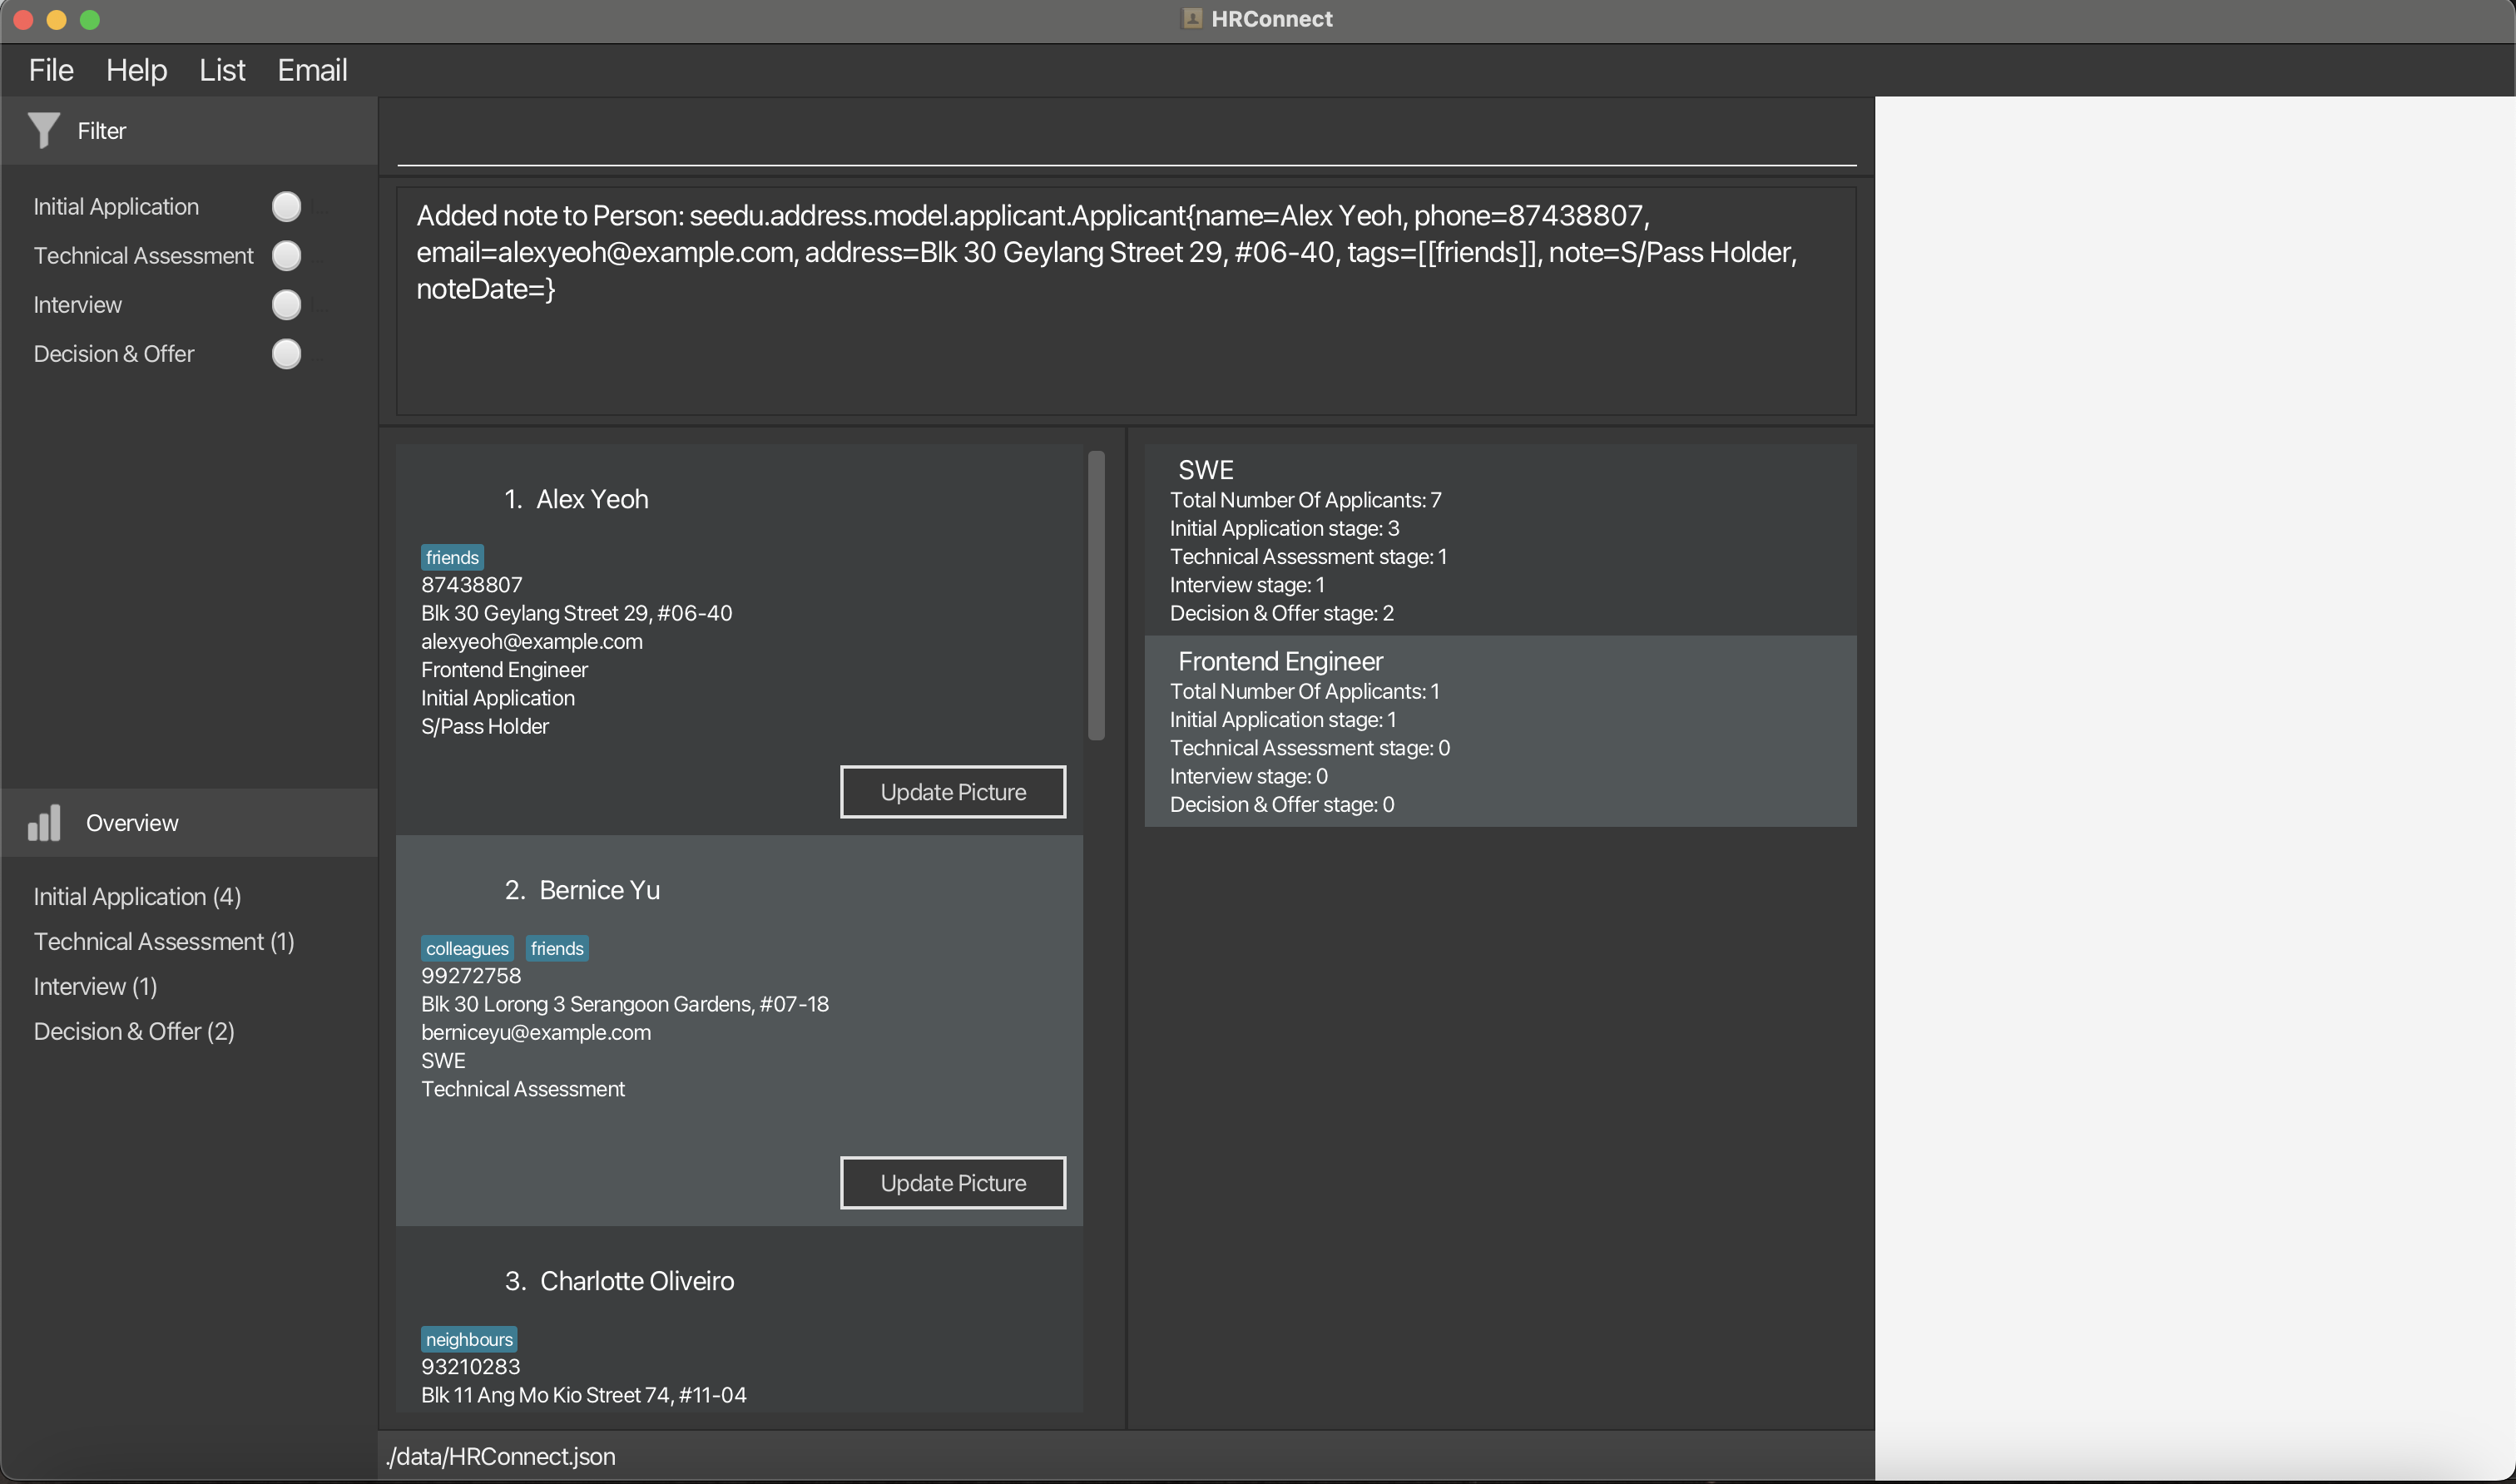 HRConnect
File Help List Email
Filter
Initial Application
Technical Assessment
Interview
Decision & Offer
Added note to Person: seedu.address.model.applicant.Applicant{name=Alex Yeoh, phone=87438807,
email=alexyeoh@example.com, address=Blk 30 Geylang Street 29, #06-40, tags=[[friends]], note=S/Pass Holder,
noteDate=}
1. Alex Yeoh
friends
87438807
Blk 30 Geylang Street 29, #06-40
alexyeoh@example.com
Frontend Engineer
Initial Application
S/Pass Holder
Update Picture
2. Bernice Yu
colleagues friends
99272758
Blk 30 Lorong 3 Serangoon Gardens, #07-18
berniceyu@example.com
SWE
Technical Assessment
Update Picture
3. Charlotte Oliveiro
neighbours
93210283
Blk 11 Ang Mo Kio Street 74, #11-04
SWE
Total Number Of Applicants: 7
Initial Application stage: 3
Technical Assessment stage: 1
Interview stage: 1
Decision & Offer stage: 2
Frontend Engineer
Total Number Of Applicants: 1
Initial Application stage: 1
Technical Assessment stage: 0
Interview stage: 0
Decision & Offer stage: 0
Overview
Initial Application (4)
Technical Assessment (1)
Interview (1)
Decision & Offer (2)
./data/HRConnect.json